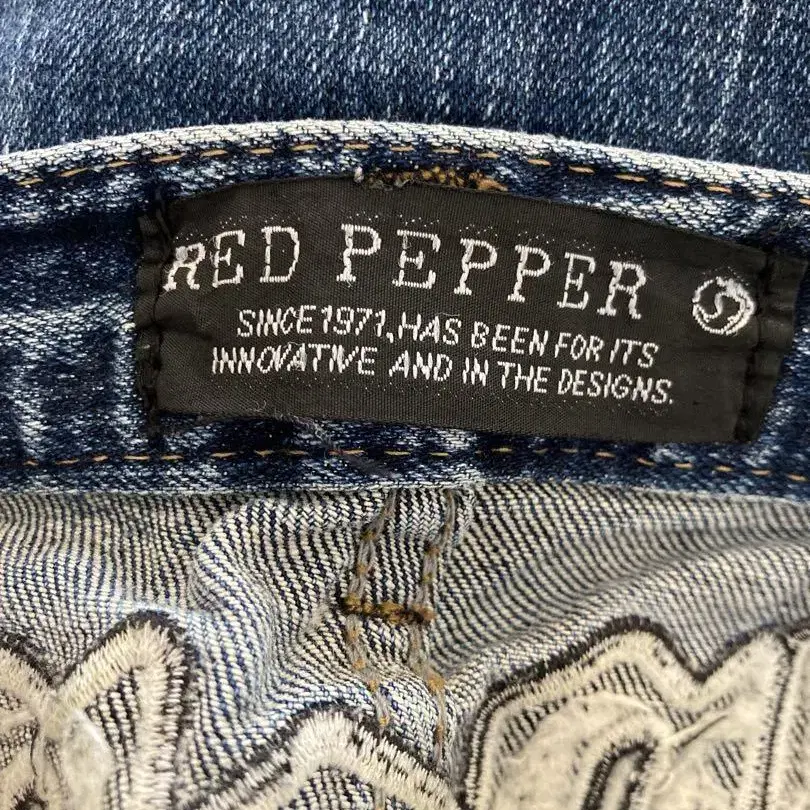 RED PEPPER
SINCE 1971, HAS BEEN FOR ITS
INNOVATIVE AND IN THE DESIGNS.